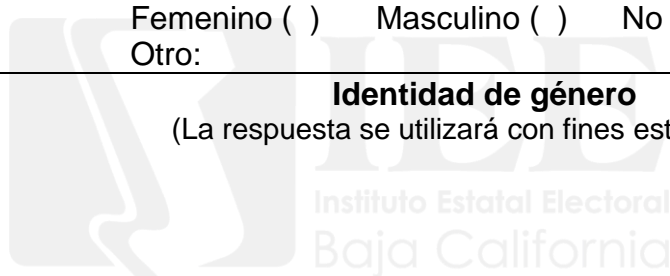 Femenino ( ) Masculino ( ) No
Otro:
Identidad de género
(La respuesta se utilizará con fines est
IEE
Instituto Estatal Electoral
Baja California